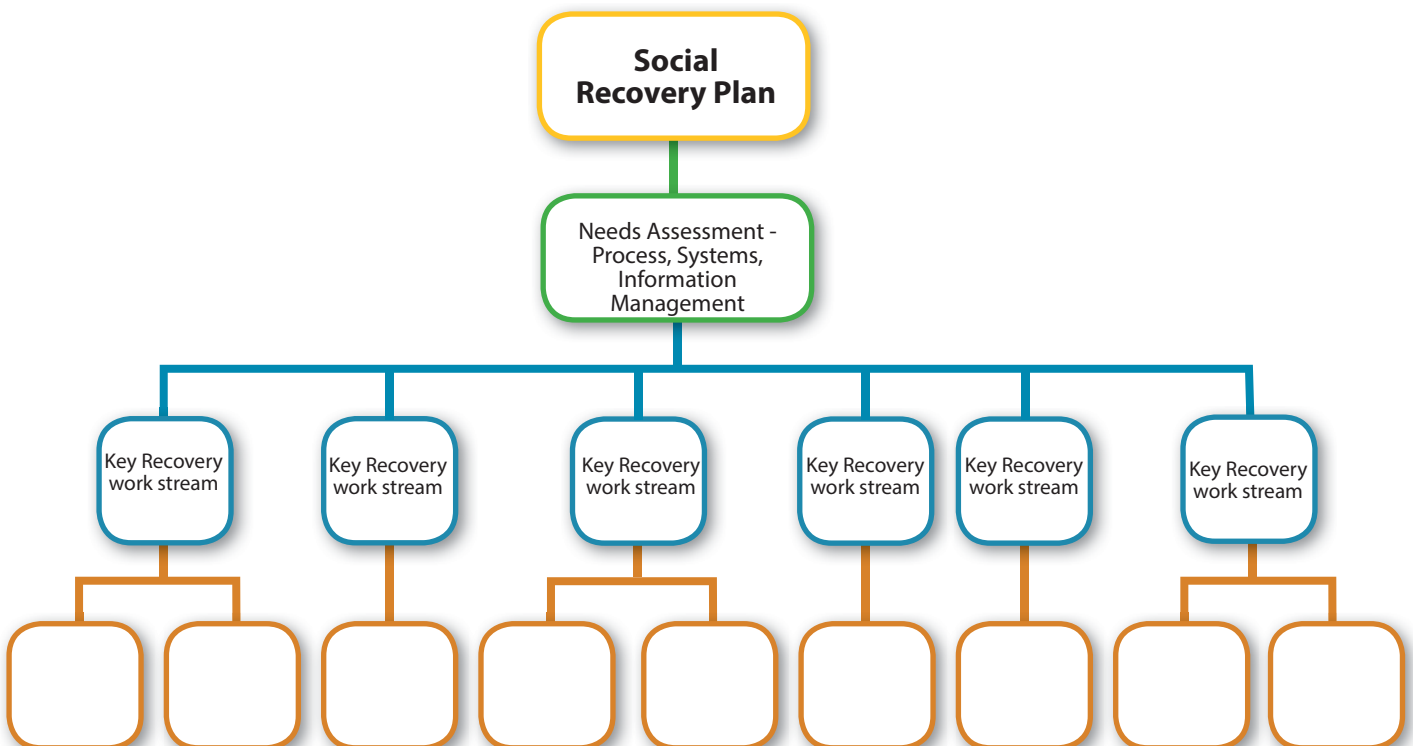 Social
Recovery Plan
Needs Assessment -
Process, Systems,
Information
Management
Key Recovery
work stream
Key Recovery
work stream
Key Recovery
work stream
Key Recovery
work stream
Key Recovery
work stream
Key Recovery
work stream